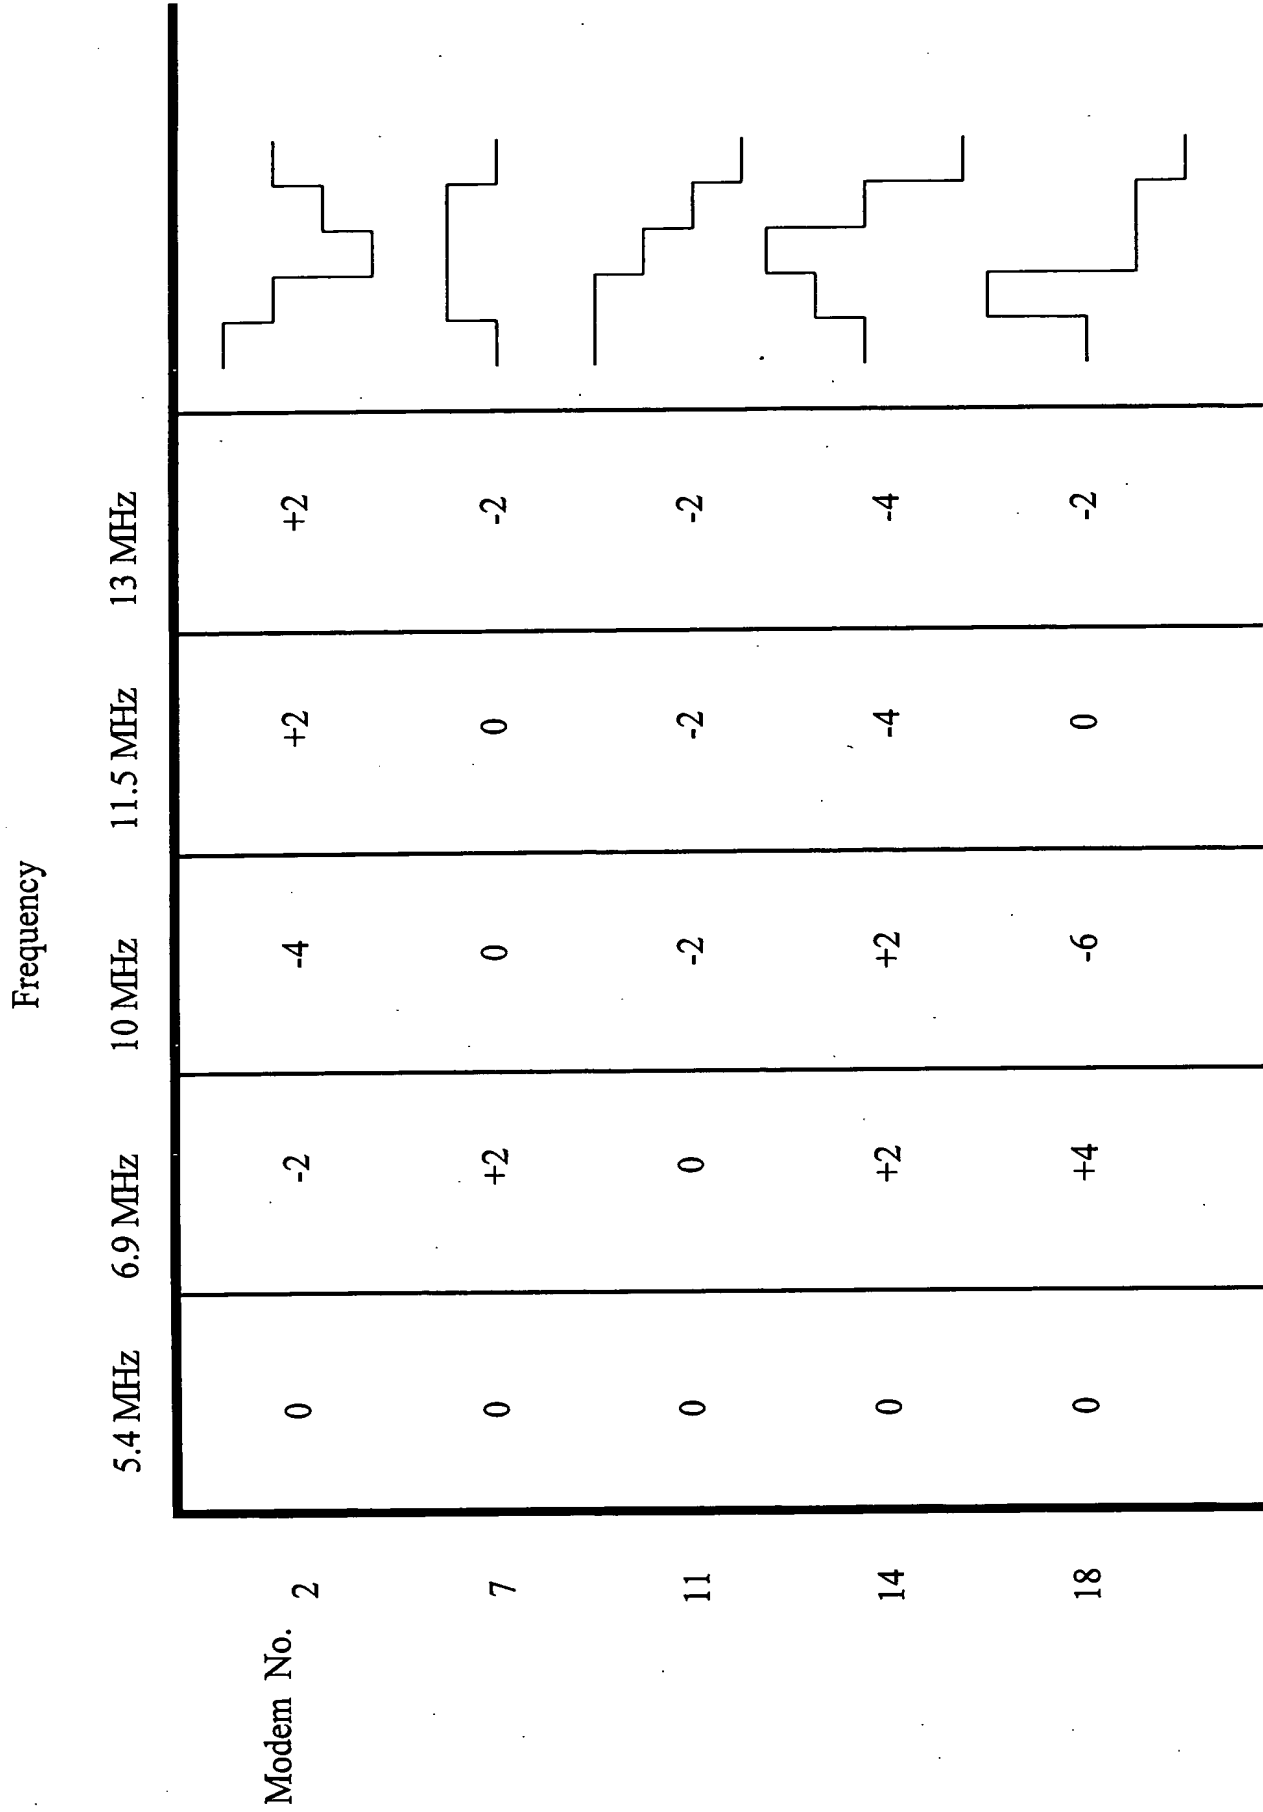 Frequency
5.4 MHz 6.9 MHz 10 MHz 11.5 MHz 13 MHz
Modem No. 2 0 -2 -4 +2 +2
7 0 +2 0 0 -2
11 0 0 -2 -2 -2
14 0 +2 +2 -4 -4
18 0 +4 -6 0 -2